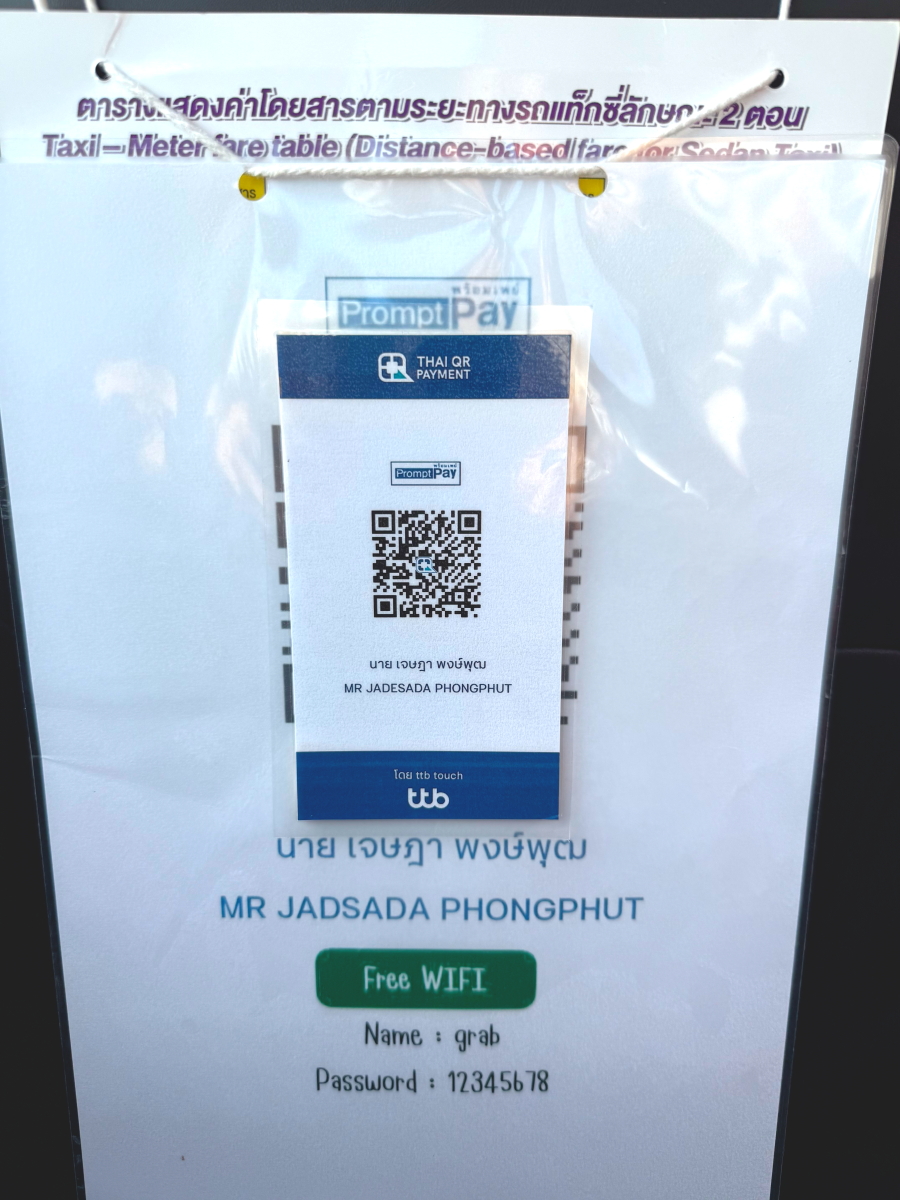 ตารางแสดงค่าโดยสารตามระยะทางรถแท็กซี่ลักษณะ 2 ตอน
Taxi-Meter fare table (Distance-based fare for Sedan Taxi)
พร้อมเพย์
PromptPay
THAI QR
PAYMENT
พร้อมเพย์
PromptPay
นาย เจษฎา พงษ์พุฒ
MR JADESADA PHONGPHUT
โดย ttb touch
ttb
นาย เจษฎา พงษ์พุฒ
MR JADSADA PHONGPHUT
Free WIFI
Name : grab
Password : 12345678